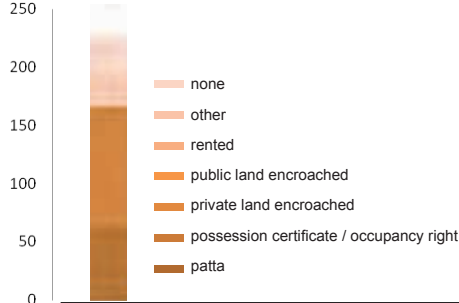 250
200
150
100
50
0
none
other
rented
public land encroached
private land encroached
possession certificate / occupancy right
patta